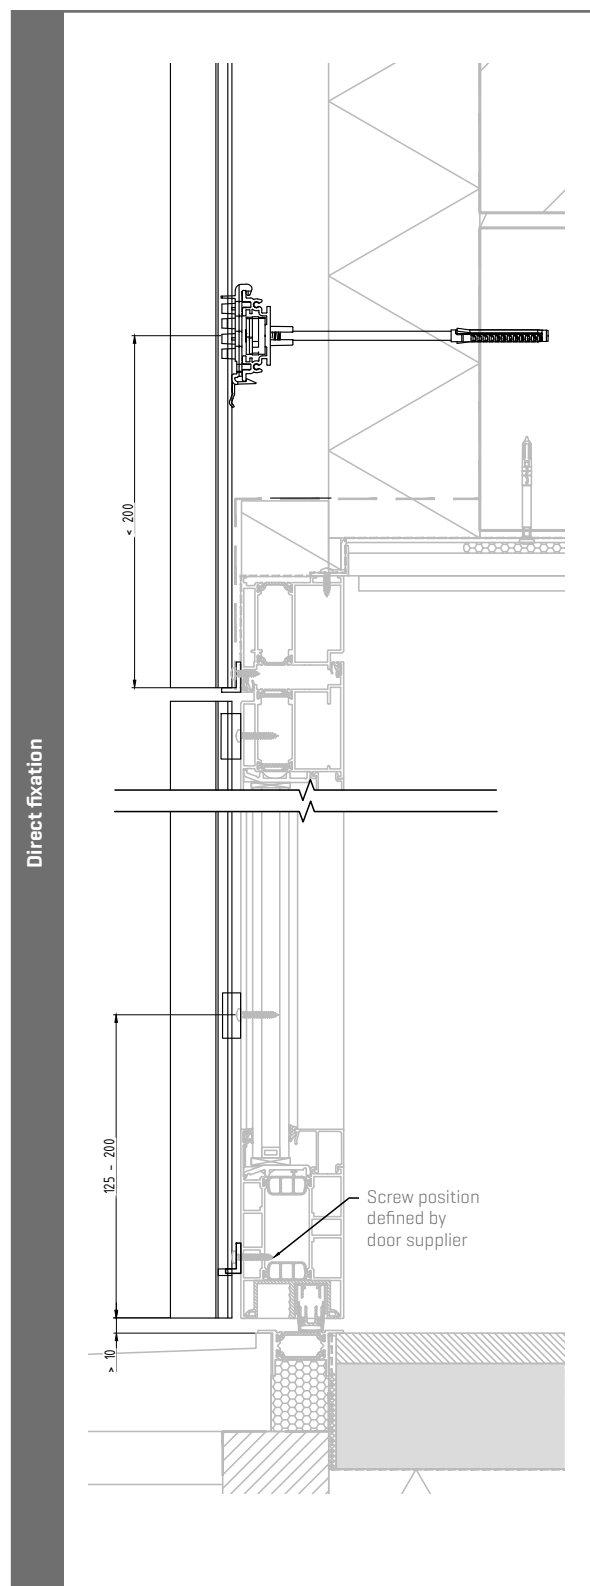 Direct fixation
< 200
125 - 200
Screw position
defined by
door supplier
> 10